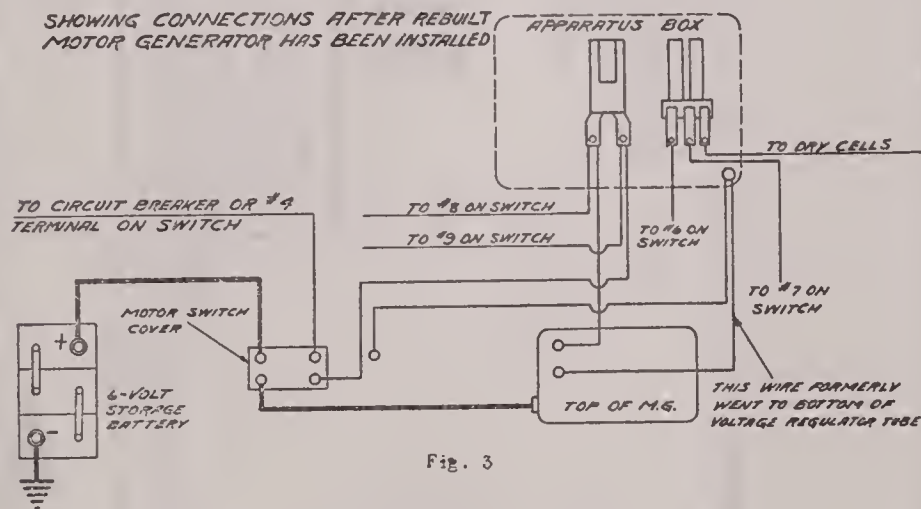 SHOWING CONNECTIONS AFTER REBUILT
MOTOR GENERATOR HAS BEEN INSTALLED
APPARATUS BOX
TO DRY CELLS
TO CIRCUIT BREAKER OR #4
TERMINAL ON SWITCH
TO #8 ON SWITCH
TO #9 ON SWITCH
TO #6 ON
SWITCH
TO #7 ON
SWITCH
MOTOR SWITCH
COVER
+
-
6-VOLT
STORAGE
BATTERY
TOP OF M.G.
THIS WIRE FORMERLY
WENT TO BOTTOM OF
VOLTAGE REGULATOR TUBE
Fig. 3